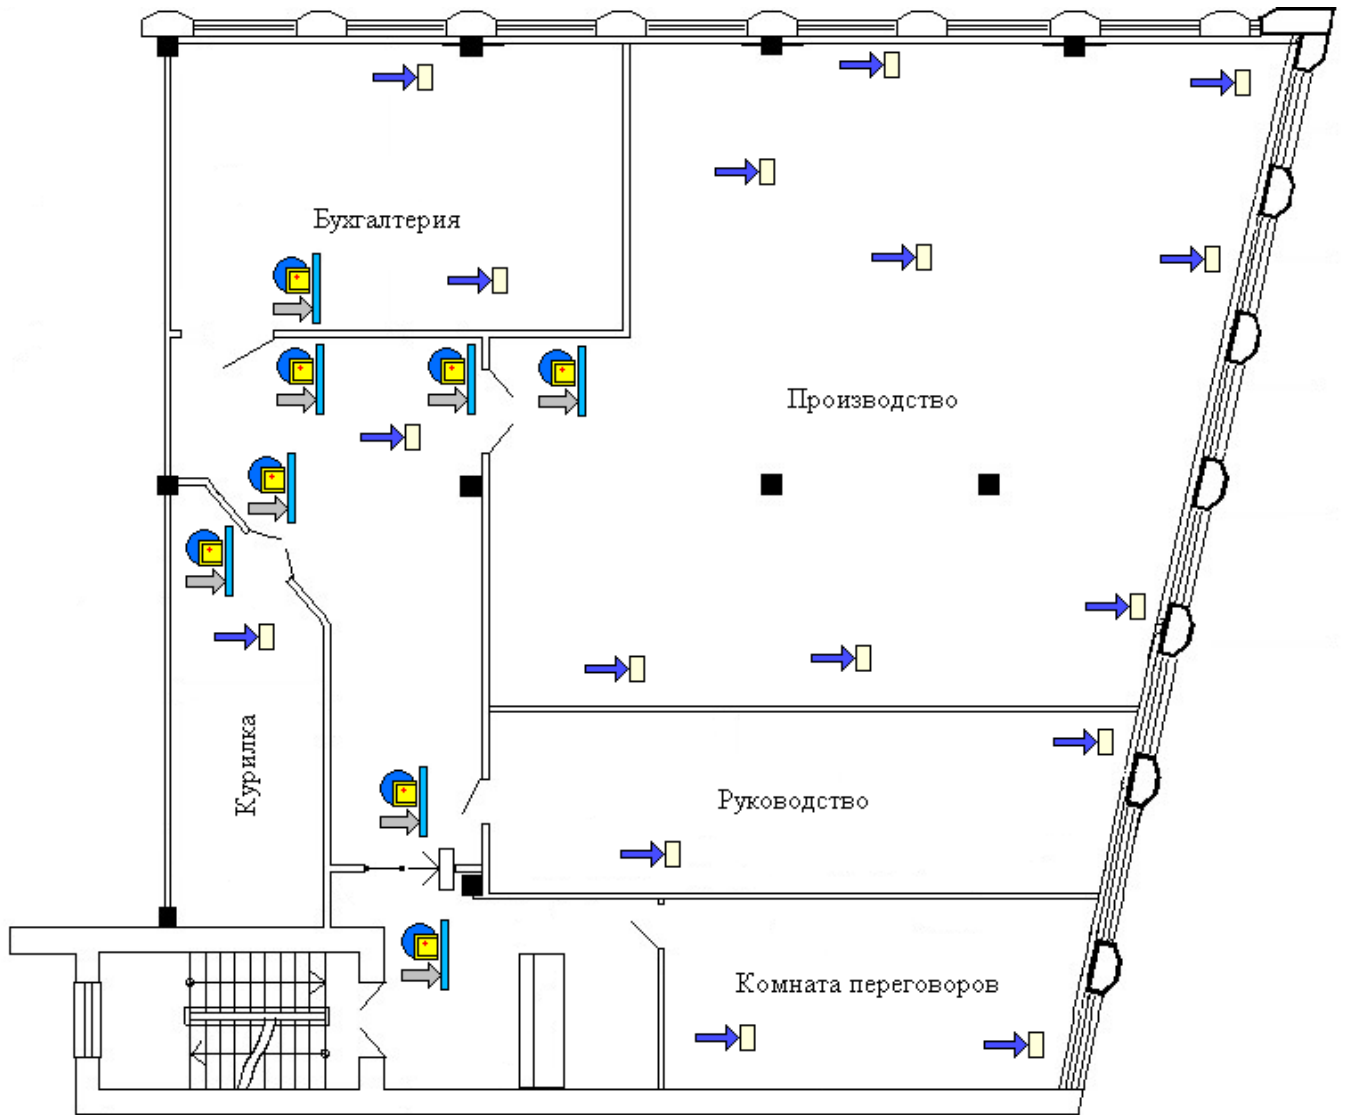 Бухгалтерия
Производство
Курилка
Руководство
Комната переговоров